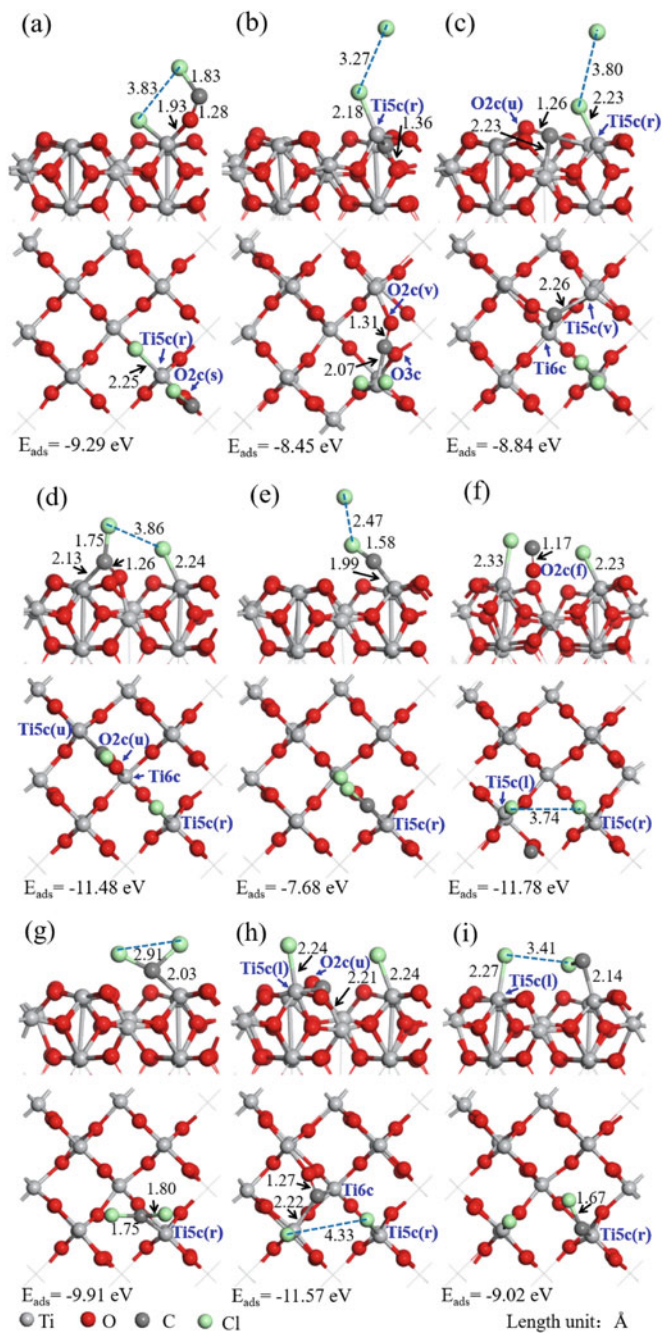 (a)
(b)
(c)
3.83
1.83
1.93
1.28
3.27
2.18
Ti5c(r)
1.36
O2c(u)
1.26
2.23
3.80
2.23
Ti5c(r)
Ti5c(r)
O2c(s)
2.25
O2c(v)
1.31
2.07
O3c
2.26
Ti5c(v)
Ti6c
Eads= -9.29 eV
Eads= -8.45 eV
Eads= -8.84 eV
(d)
(e)
(f)
1.75
3.86
2.13
1.26
2.24
2.47
1.58
1.99
1.17
2.33
O2c(f)
2.23
Ti5c(u)
O2c(u)
Ti6c
Ti5c(r)
Ti5c(r)
Ti5c(l)
3.74
Ti5c(r)
Eads= -11.48 eV
Eads= -7.68 eV
Eads= -11.78 eV
(g)
(h)
(i)
2.91
2.03
2.24
O2c(u)
Ti5c(l)
2.21
2.24
3.41
2.27
Ti5c(l)
2.14
1.80
1.75
Ti5c(r)
1.27
Ti6c
2.22
4.33
Ti5c(r)
1.67
Ti5c(r)
Eads= -9.91 eV
Eads= -11.57 eV
Eads= -9.02 eV
Ti O C Cl Length unit: Å